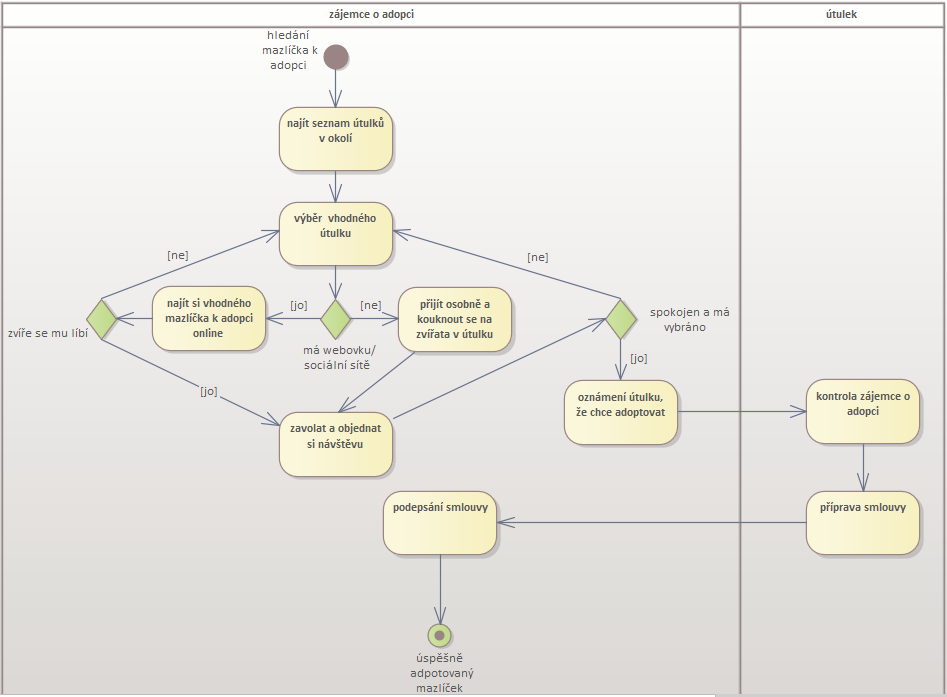 zájemce o adopci
útulek
hledání
mazlíčka k
adopci
najít seznam útulků
v okolí
výběr vhodného
útulku
[ne]
[ne]
najít si vhodného
mazlíčka k adopci
online
[jo]
[ne]
přijít osobně a
kouknout se na
zvířata v útulku
spokojen a má
vybráno
zvíře se mu líbí
má webovku/
sociální sítě
[jo]
[jo]
oznámení útulku,
že chce adoptovat
kontrola zájemce o
adopci
zavolat a objednat
si návštěvu
podepsání smlouvy
příprava smlouvy
úspěšně
adpotovaný
mazlíček